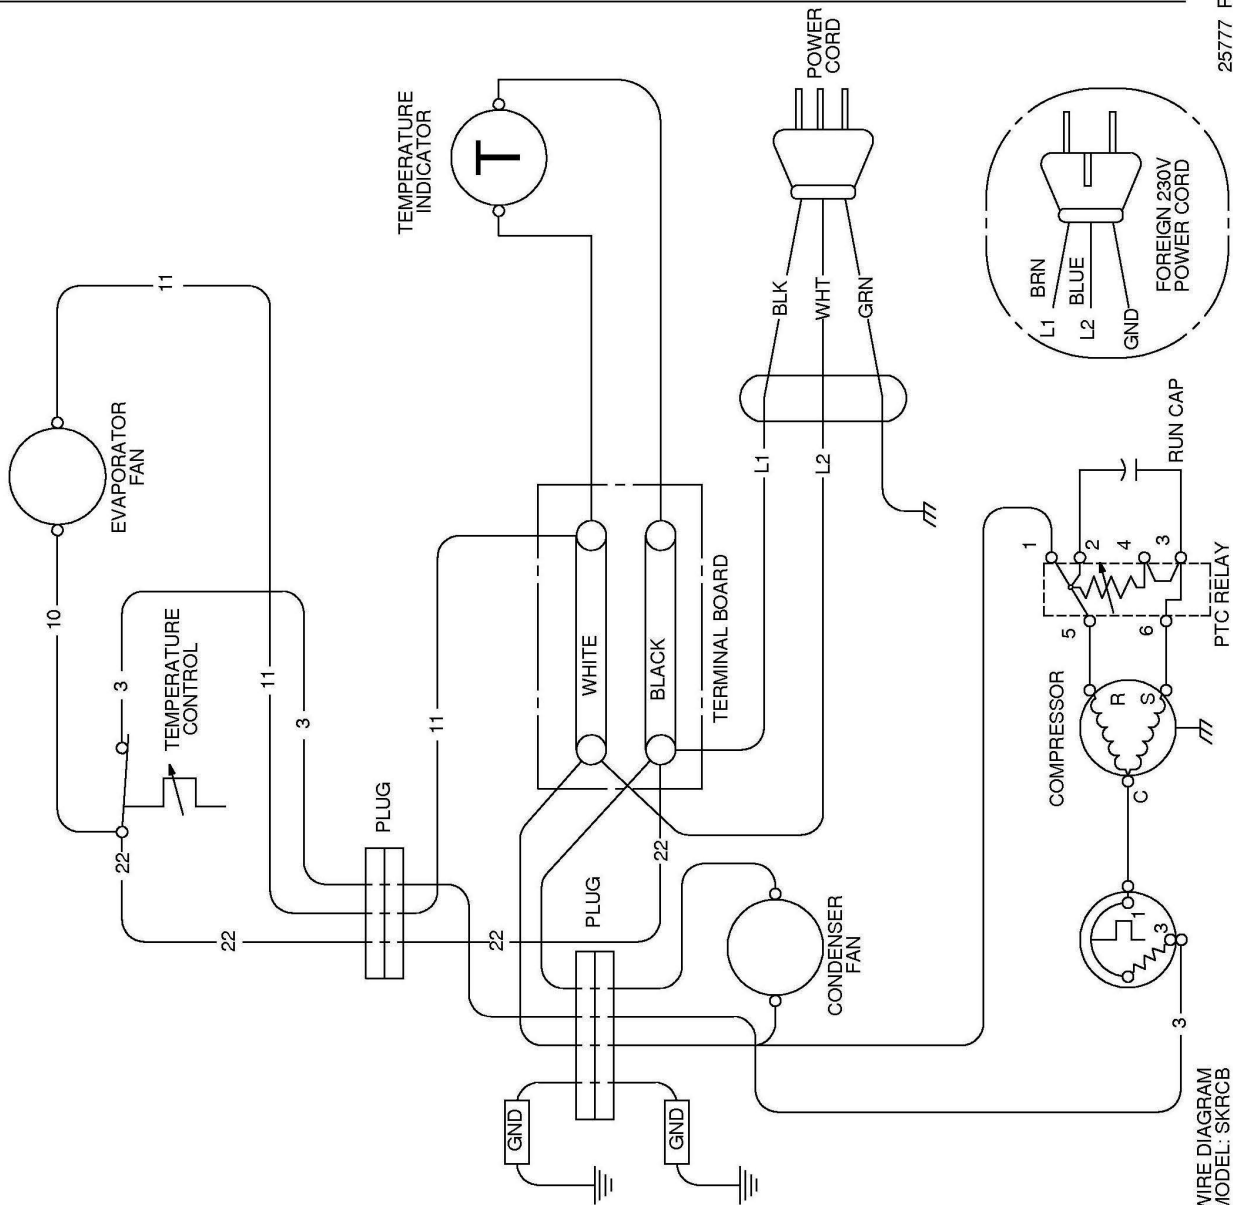 25777 F
POWER
CORD
TEMPERATURE
INDICATOR
T
11
EVAPORATOR
FAN
10
BLK
WHT
GRN
BRN
BLUE
L1
L2
GND
FOREIGN 230V
POWER CORD
3
TEMPERATURE
CONTROL
11
3
22
PLUG
11
WHITE
BLACK
TERMINAL BOARD
L1
L2
RUN CAP
1
2
4
3
5
6
PTC RELAY
COMPRESSOR
R
S
C
22
22
22
PLUG
CONDENSER
FAN
1
3
3
GND
GND
WIRE DIAGRAM
MODEL: SKRCB